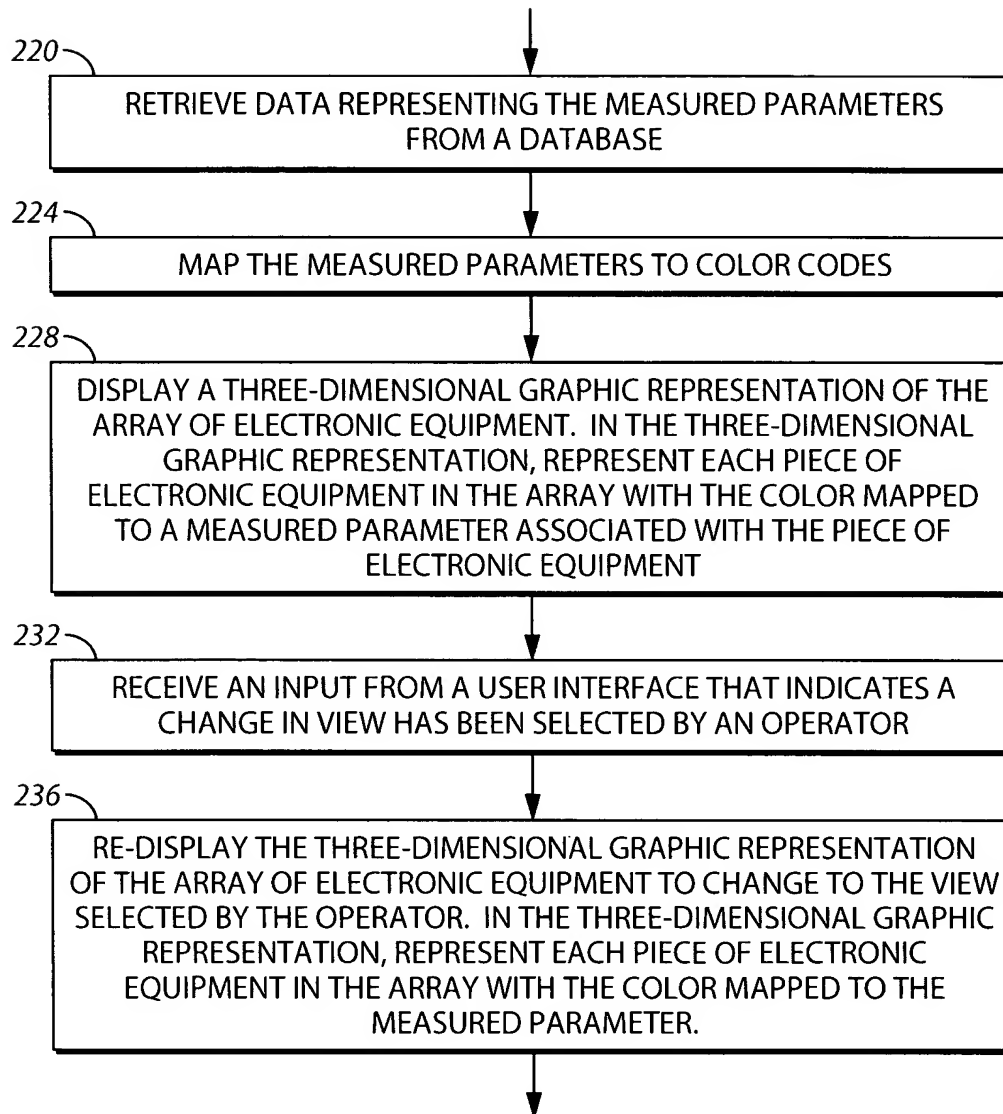 220
RETRIEVE DATA REPRESENTING THE MEASURED PARAMETERS
FROM A DATABASE
224
MAP THE MEASURED PARAMETERS TO COLOR CODES
228
DISPLAY A THREE-DIMENSIONAL GRAPHIC REPRESENTATION OF THE
ARRAY OF ELECTRONIC EQUIPMENT. IN THE THREE-DIMENSIONAL
GRAPHIC REPRESENTATION, REPRESENT EACH PIECE OF
ELECTRONIC EQUIPMENT IN THE ARRAY WITH THE COLOR MAPPED
TO A MEASURED PARAMETER ASSOCIATED WITH THE PIECE OF
ELECTRONIC EQUIPMENT
232
RECEIVE AN INPUT FROM A USER INTERFACE THAT INDICATES A
CHANGE IN VIEW HAS BEEN SELECTED BY AN OPERATOR
236
RE-DISPLAY THE THREE-DIMENSIONAL GRAPHIC REPRESENTATION
OF THE ARRAY OF ELECTRONIC EQUIPMENT TO CHANGE TO THE VIEW
SELECTED BY THE OPERATOR. IN THE THREE-DIMENSIONAL GRAPHIC
REPRESENTATION, REPRESENT EACH PIECE OF ELECTRONIC
EQUIPMENT IN THE ARRAY WITH THE COLOR MAPPED TO THE
MEASURED PARAMETER.